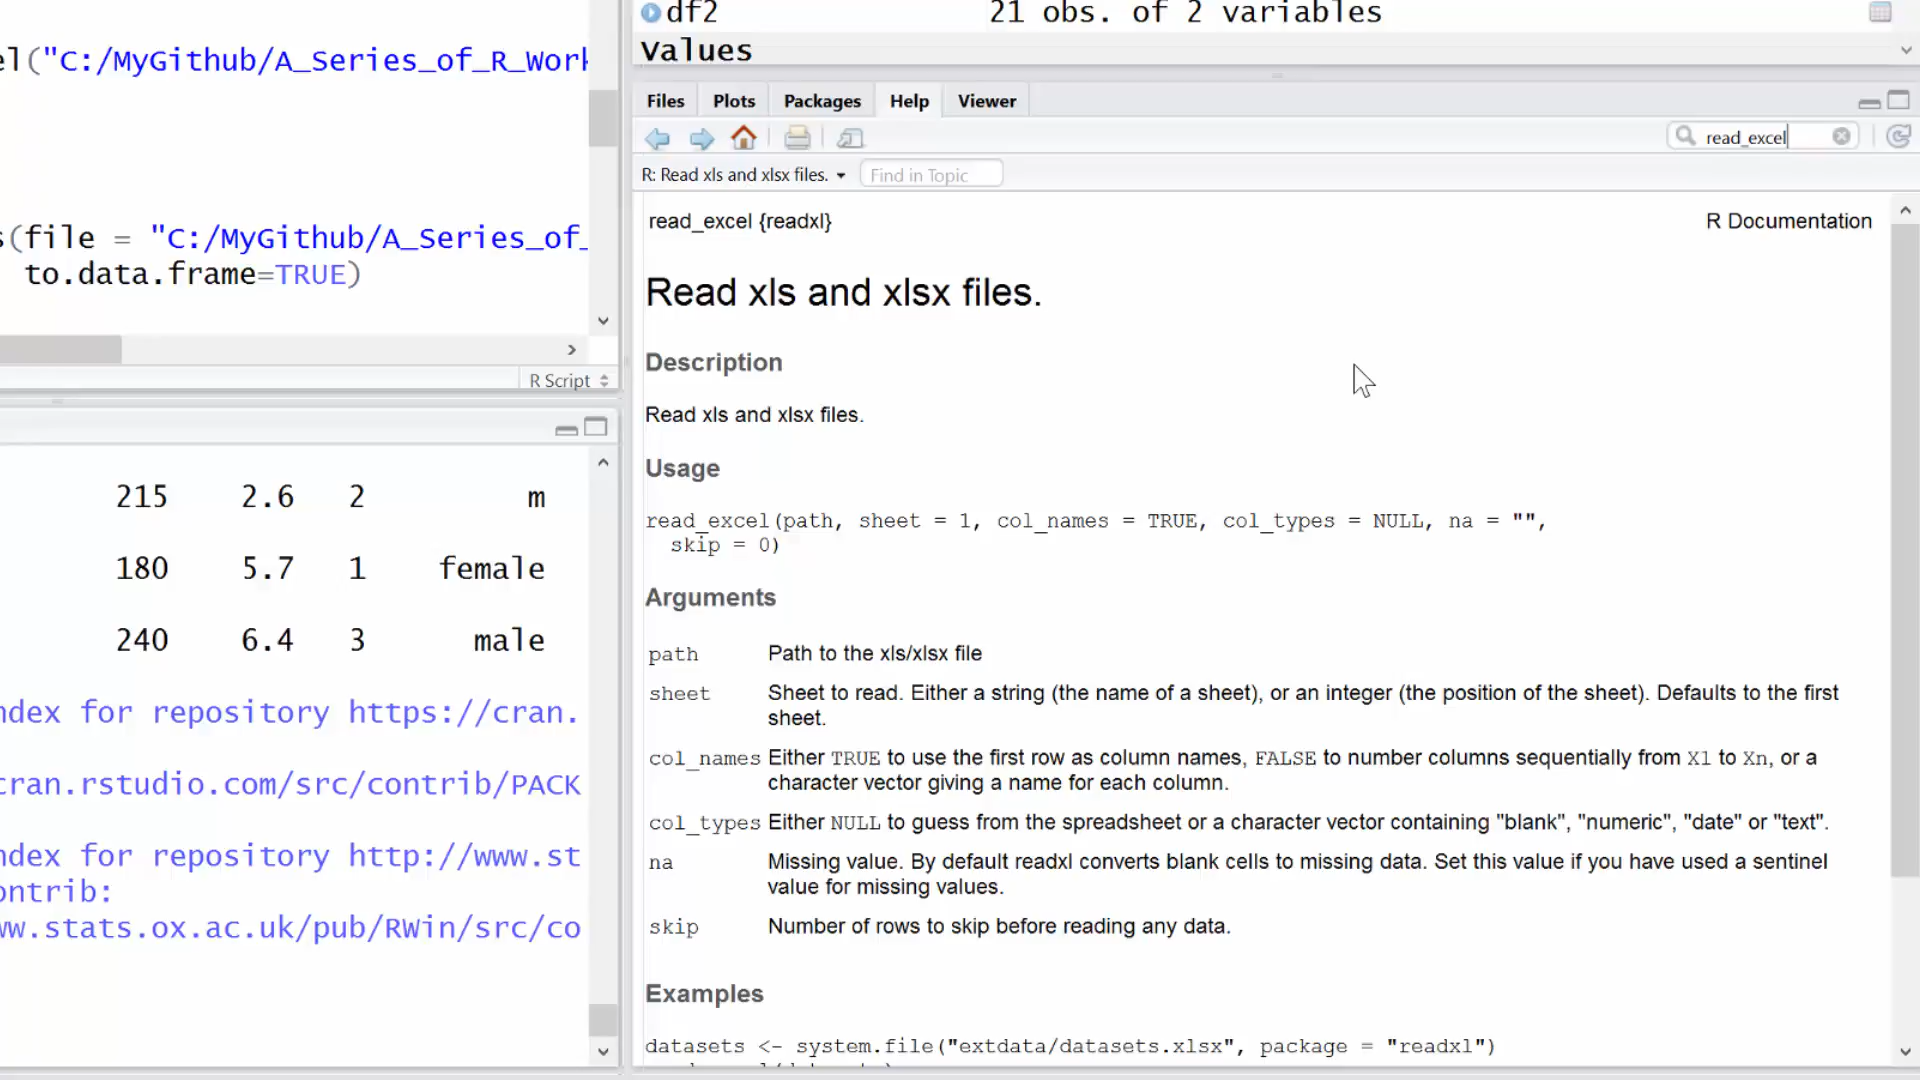 el("C:/MyGithub/A_Series_of_R_Work
s(file = "C:/MyGithub/A_Series_of_
to.data.frame=TRUE)
R Script
215 2.6 2 m
180 5.7 1 female
240 6.4 3 male
ndex for repository https://cran.
cran.rstudio.com/src/contrib/PACK
ndex for repository http://www.st
ontrib:
ww.stats.ox.ac.uk/pub/RWin/src/co
df2 21 obs. of 2 variables
Values
Files Plots Packages Help Viewer
read_excel
R: Read xls and xlsx files. Find in Topic
read_excel {readxl} R Documentation
Read xls and xlsx files.
Description
Read xls and xlsx files.
Usage
read_excel(path, sheet = 1, col_names = TRUE, col_types = NULL, na = "",
skip = 0)
Arguments
path Path to the xls/xlsx file
sheet Sheet to read. Either a string (the name of a sheet), or an integer (the position of the sheet). Defaults to the first
sheet.
col_names Either TRUE to use the first row as column names, FALSE to number columns sequentially from X1 to Xn, or a
character vector giving a name for each column.
col_types Either NULL to guess from the spreadsheet or a character vector containing "blank", "numeric", "date" or "text".
na Missing value. By default readxl converts blank cells to missing data. Set this value if you have used a sentinel
value for missing values.
skip Number of rows to skip before reading any data.
Examples
datasets <- system.file("extdata/datasets.xlsx", package = "readxl")